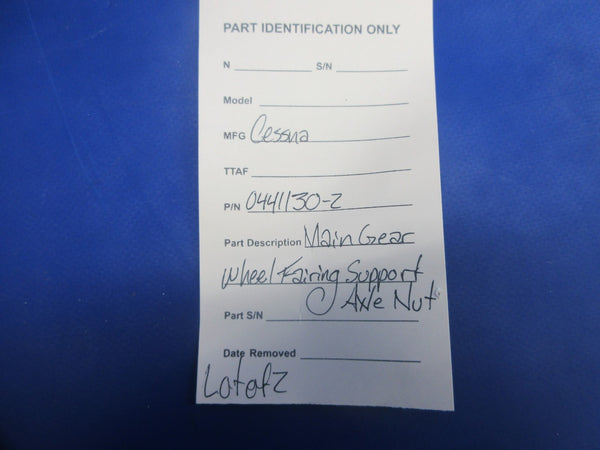 PART IDENTIFICATION ONLY
N S/N
Model
MFG Cessna
TTAF
P/N 0441130-2
Part Description Main Gear
Wheel Fairing Support
Axle Nut
Part S/N
Date Removed
Lot of 2